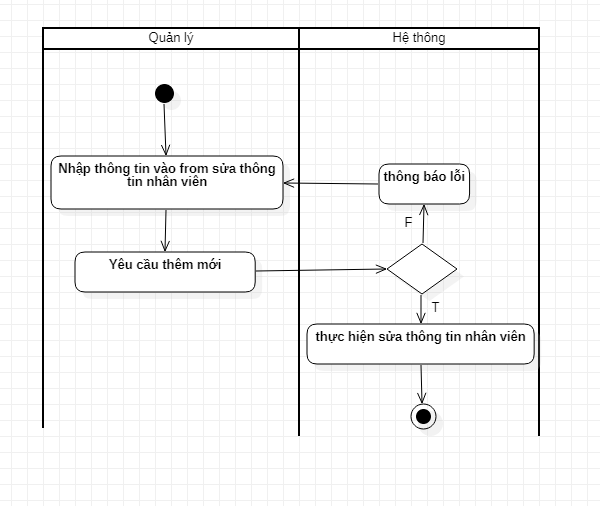 Quản lý
Hệ thông
Nhập thông tin vào from sửa thông
tin nhân viên
thông báo lỗi
F
Yêu cầu thêm mới
T
thực hiện sửa thông tin nhân viên